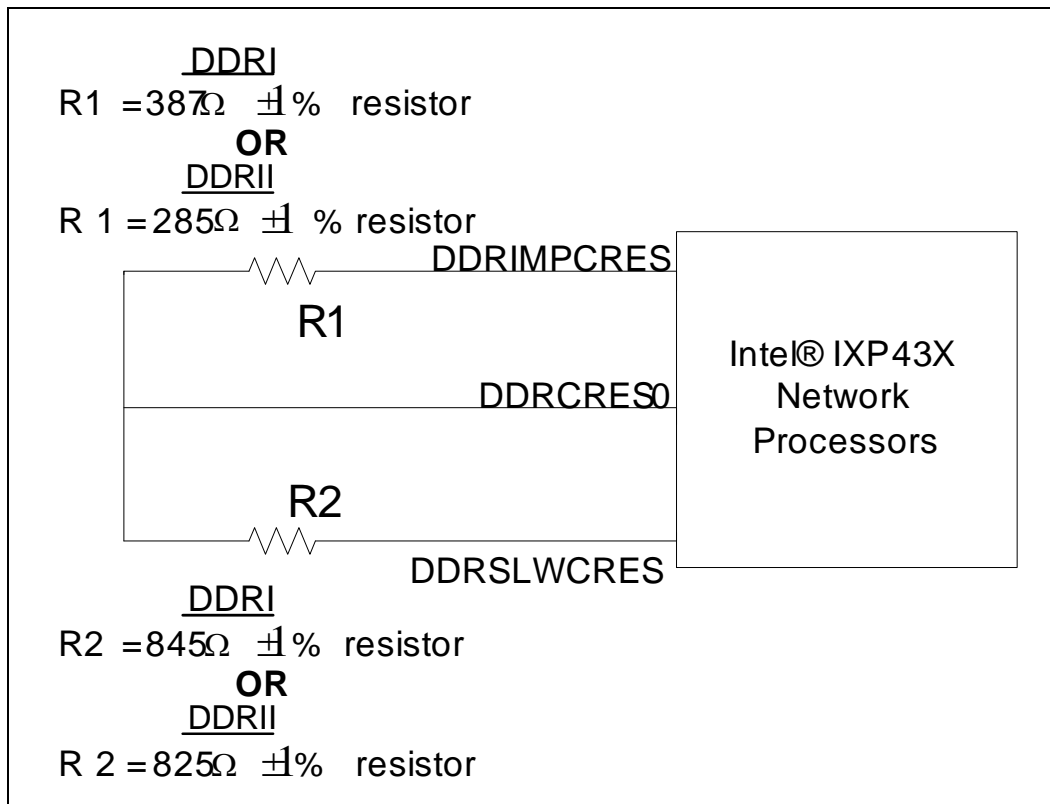 DDRI
R1 =387Ω ±1% resistor
OR
DDRII
R 1 =285Ω ±1 % resistor
DDRIMPCRES
R1
Intel® IXP43X
Network
Processors
DDRCRES0
R2
DDRSLWCRES
DDRI
R2 =845Ω ±1% resistor
OR
DDRII
R 2 =825Ω ±1% resistor